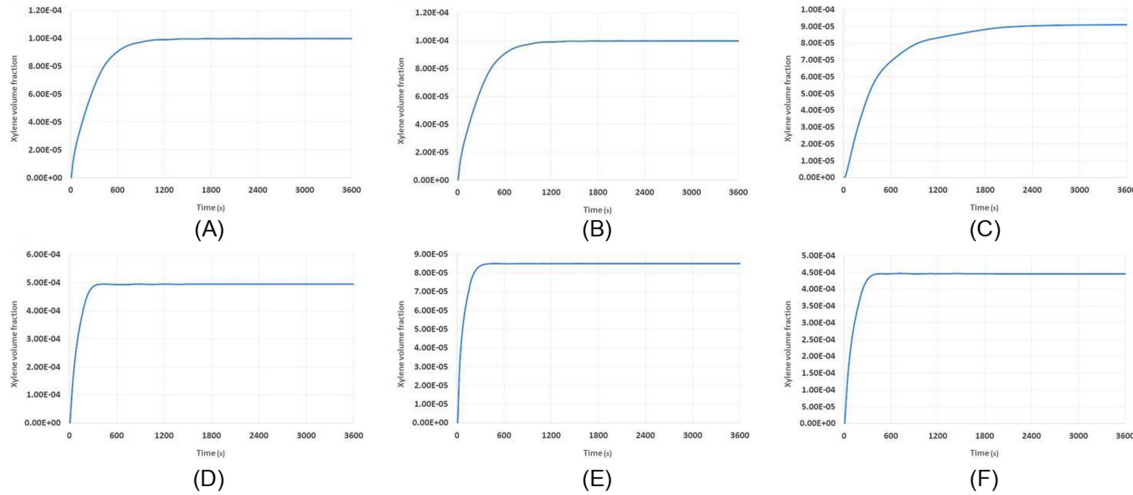 1.20E-04
1.00E-04
8.00E-05
6.00E-05
4.00E-05
2.00E-05
0.00E+00
Xylene volume fraction
0 600 1200 1800 2400 3000 3600
Time (s)
(A)
1.20E-04
1.00E-04
8.00E-05
6.00E-05
4.00E-05
2.00E-05
0.00E+00
Xylene volume fraction
0 600 1200 1800 2400 3000 3600
Time (s)
(B)
1.00E-04
9.00E-05
8.00E-05
7.00E-05
6.00E-05
5.00E-05
4.00E-05
3.00E-05
2.00E-05
1.00E-05
0.00E+00
Xylene volume fraction
0 600 1200 1800 2400 3000 3600
Time (s)
(C)
6.00E-04
5.00E-04
4.00E-04
3.00E-04
2.00E-04
1.00E-04
0.00E+00
Xylene volume fraction
0 600 1200 1800 2400 3000 3600
Time (s)
(D)
9.00E-05
8.00E-05
7.00E-05
6.00E-05
5.00E-05
4.00E-05
3.00E-05
2.00E-05
1.00E-05
0.00E+00
Xylene volume fraction
0 600 1200 1800 2400 3000 3600
Time (s)
(E)
5.00E-04
4.50E-04
4.00E-04
3.50E-04
3.00E-04
2.50E-04
2.00E-04
1.50E-04
1.00E-04
5.00E-05
0.00E+00
Xylene volume fraction
0 600 1200 1800 2400 3000 3600
Time (s)
(F)